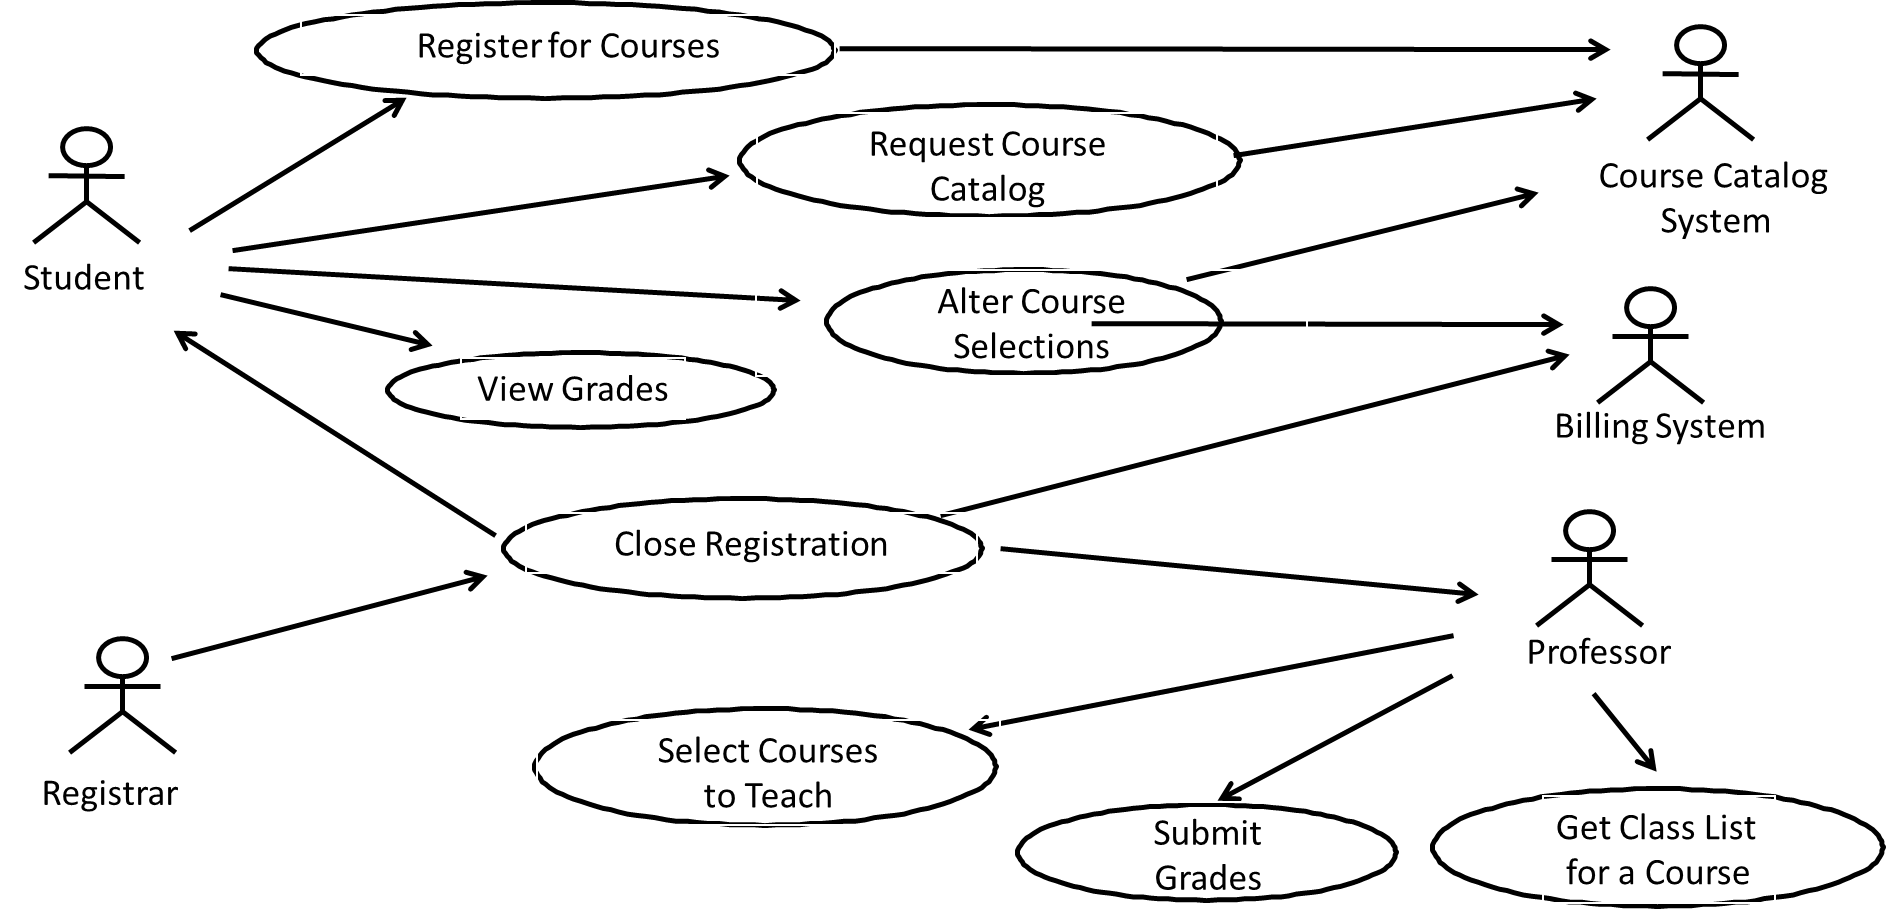 Register for Courses
Request Course
Catalog
Course Catalog
System
Student
Alter Course
Selections
View Grades
Billing System
Close Registration
Professor
Registrar
Select Courses
to Teach
Submit
Grades
Get Class List
for a Course